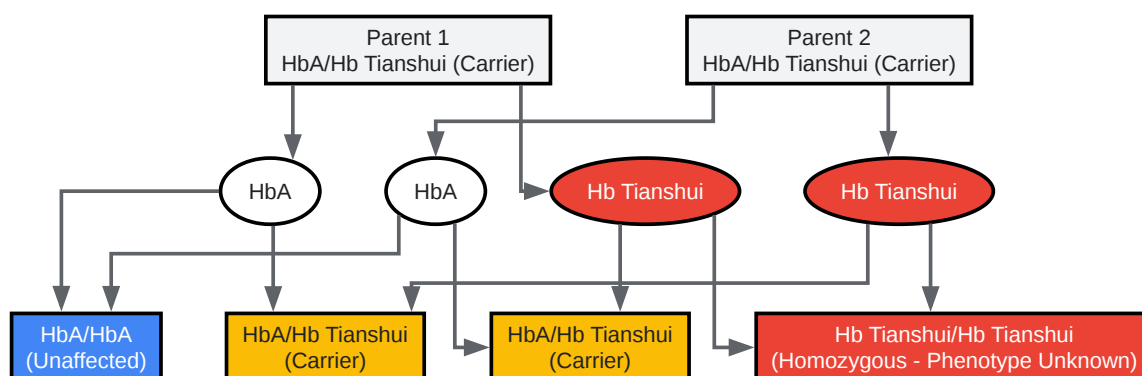 Parent 1
HbA/Hb Tianshui (Carrier)
Parent 2
HbA/Hb Tianshui (Carrier)
HbA
HbA
Hb Tianshui
Hb Tianshui
HbA/HbA
(Unaffected)
HbA/Hb Tianshui
(Carrier)
HbA/Hb Tianshui
(Carrier)
Hb Tianshui/Hb Tianshui
(Homozygous - Phenotype Unknown)